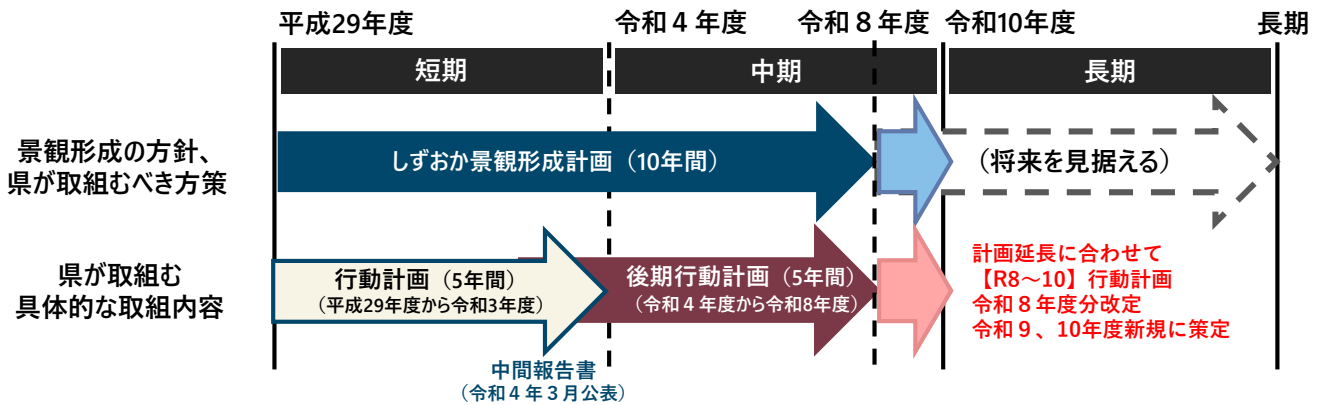 平成29年度
令和４年度
令和８年度
令和10年度
長期
短期
中期
長期
景観形成の方針、
県が取組むべき方策
しずおか景観形成計画（10年間）
（将来を見据える）
県が取組む
具体的な取組内容
行動計画（5年間）
（平成29年度から令和3年度）
後期行動計画（5年間）
（令和４年度から令和8年度）
計画延長に合わせて
【R8～10】行動計画
令和８年度分改定
令和９、10年度新規に策定
中間報告書
（令和４年３月公表）